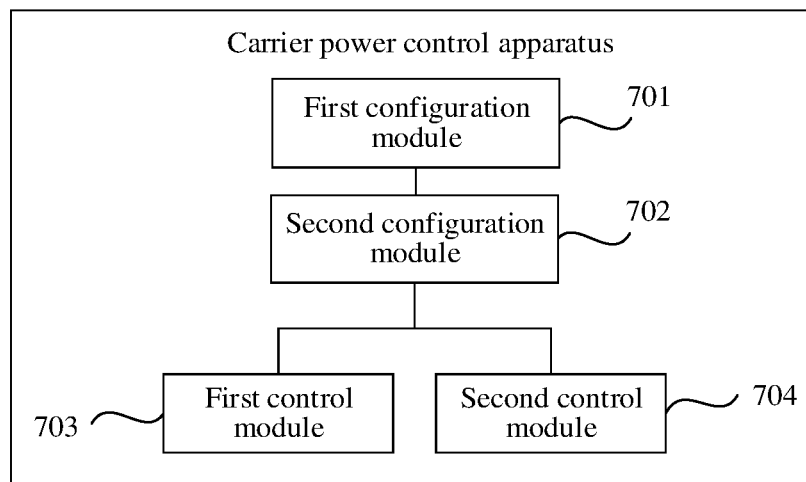 Carrier power control apparatus
First configuration
module
701
Second configuration
module
702
First control
module
703
Second control
module
704